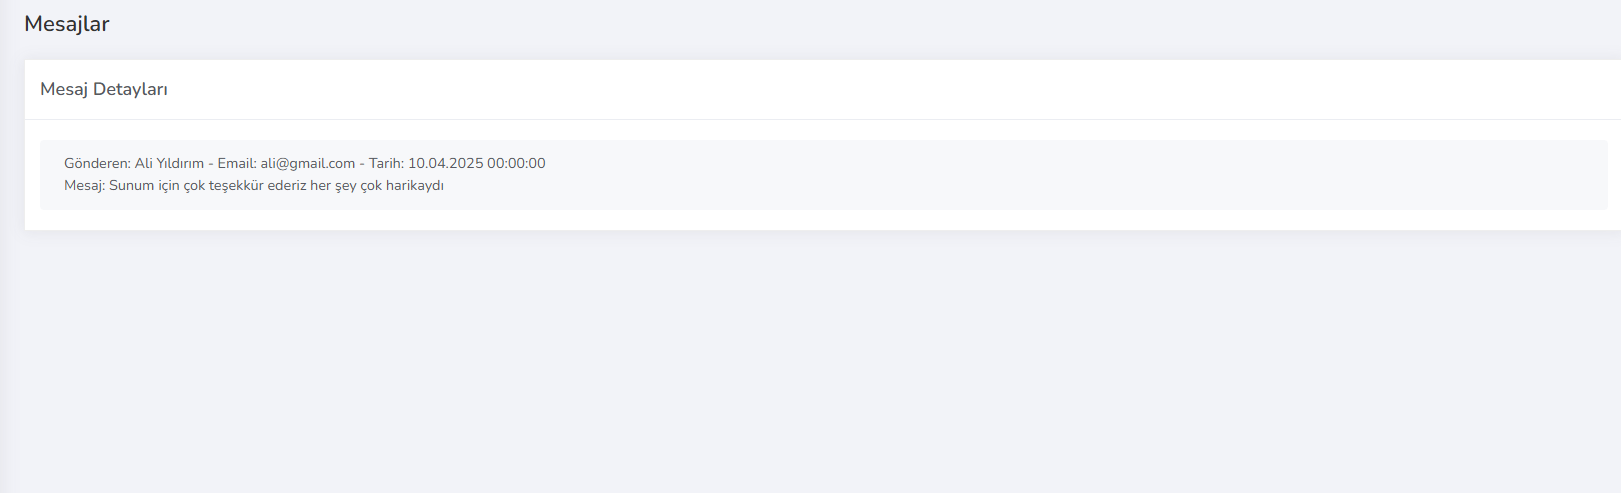 Mesajlar
Mesaj Detayları
Gönderen: Ali Yıldırım - Email: ali@gmail.com - Tarih: 10.04.2025 00:00:00
Mesaj: Sunum için çok teşekkür ederiz her şey çok harikaydı